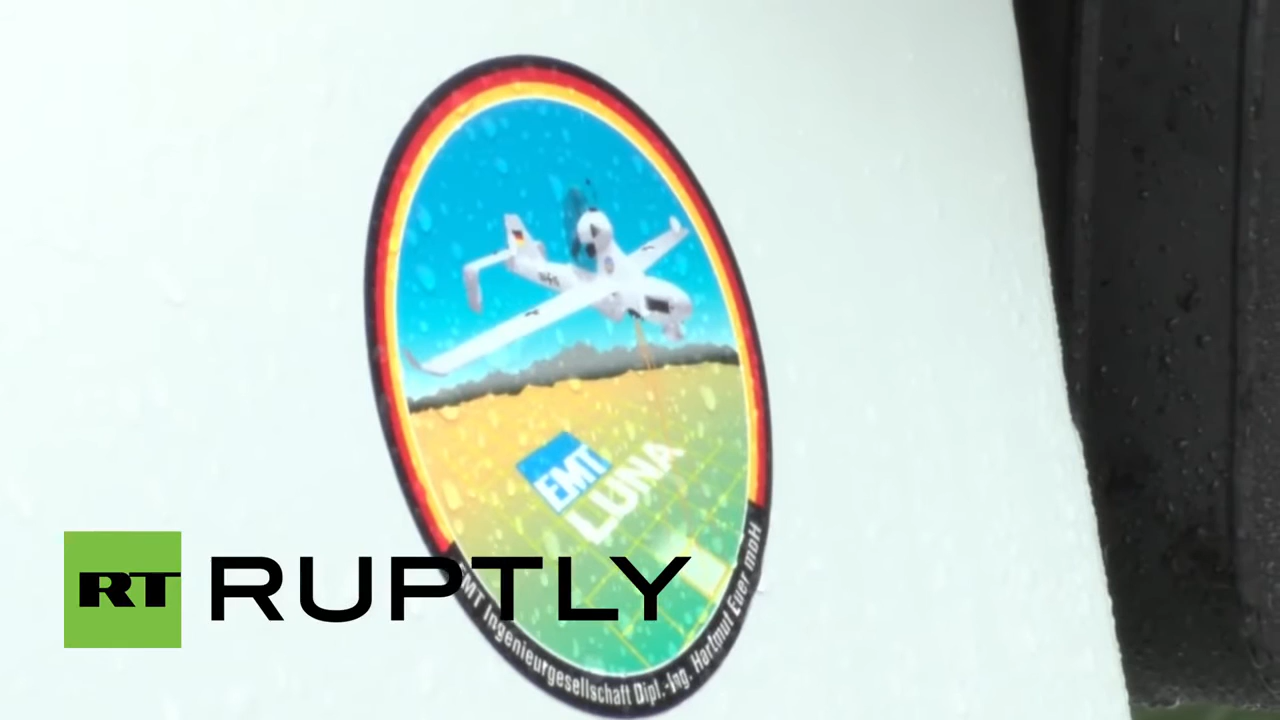 EMT
LUNA
EMT Ingenieurgesellschaft Dipl.-Ing. Hartmut Euer mbH
RT RUPTLY